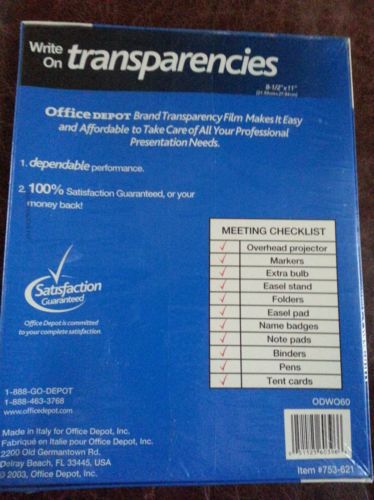 Write
On transparencies
8-1/2"x11"
Office DEPOT Brand Transparency Film Makes It Easy
and Affordable to Take Care of All Your Professional
Presentation Needs.
1. dependable performance.
2. 100% Satisfaction Guaranteed, or your
money back!
MEETING CHECKLIST
✓ Overhead projector
✓ Markers
✓ Extra bulb
✓ Easel stand
✓ Folders
✓ Easel pad
✓ Name badges
✓ Note pads
✓ Binders
✓ Pens
✓ Tent cards
Satisfaction
Guaranteed
Office Depot is committed
to your complete satisfaction.
1-888-GO-DEPOT
1-888-463-3768
www.officedepot.com
ODWO60
Made in Italy for Office Depot, Inc.
Fabriqué en Italie pour Office Depot, Inc.
2200 Old Germantown Rd.
Delray Beach, FL 33445, USA
© 2003, Office Depot, Inc.
Item #753-621